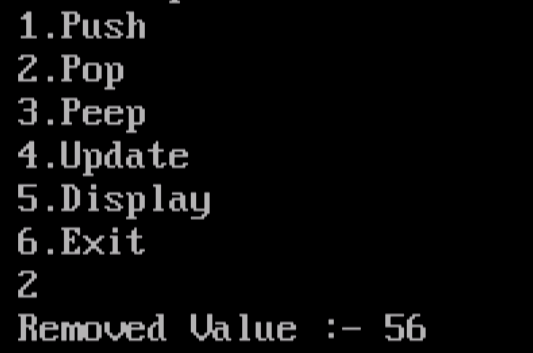 1.Push
2.Pop
3.Peep
4.Update
5.Display
6.Exit
2
Removed Value :- 56